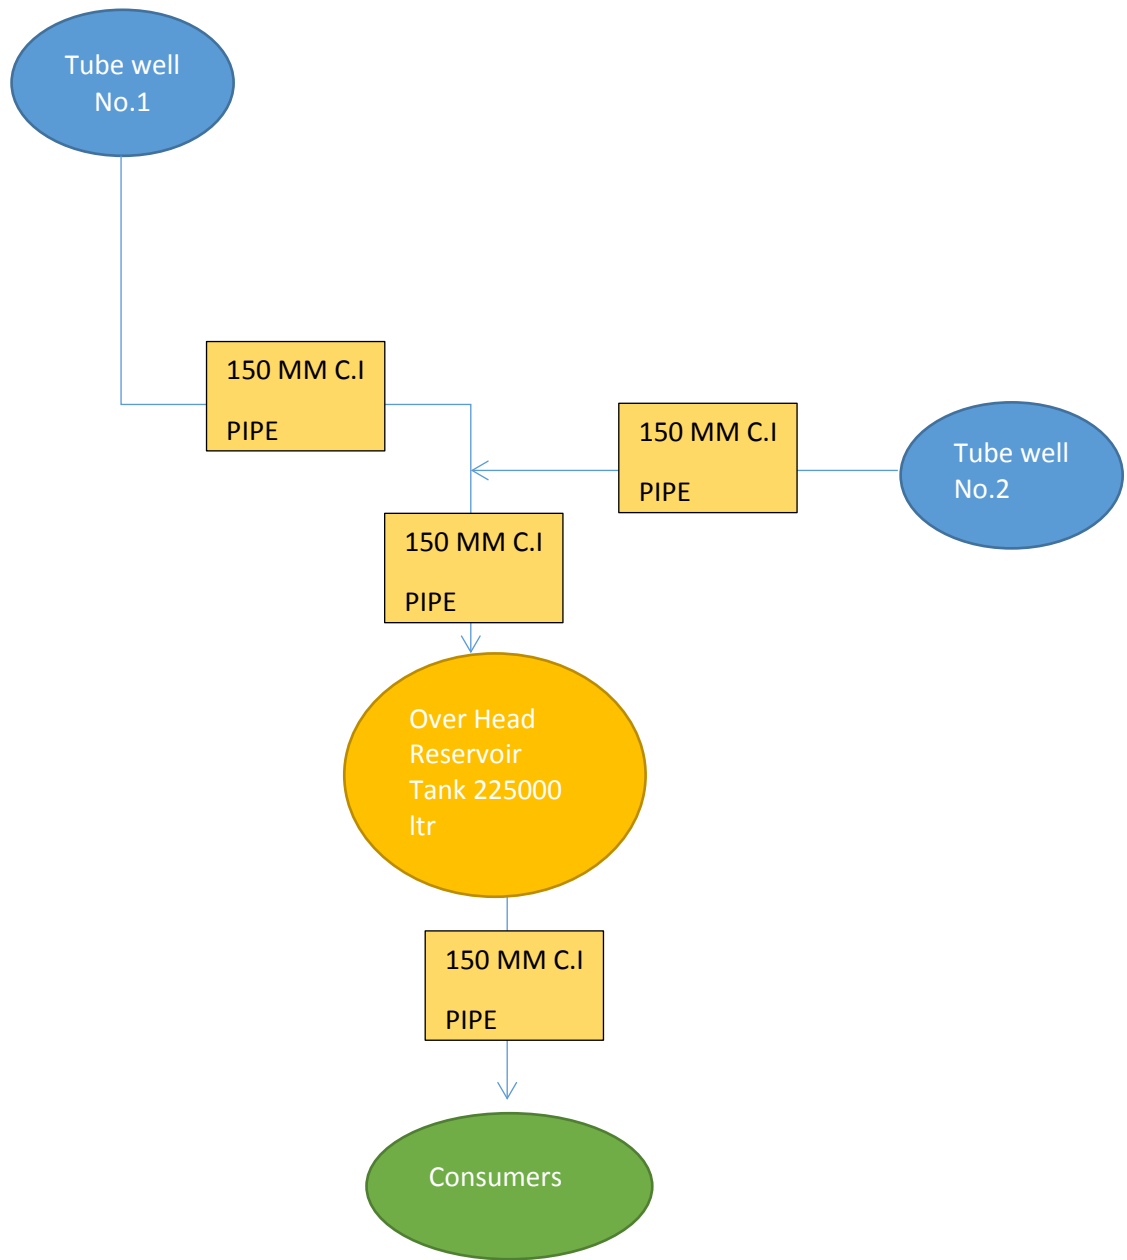 Tube well
No.1
150 MM C.I
PIPE
150 MM C.I
PIPE
Tube well
No.2
150 MM C.I
PIPE
Over Head
Reservoir
Tank 225000
ltr
150 MM C.I
PIPE
Consumers